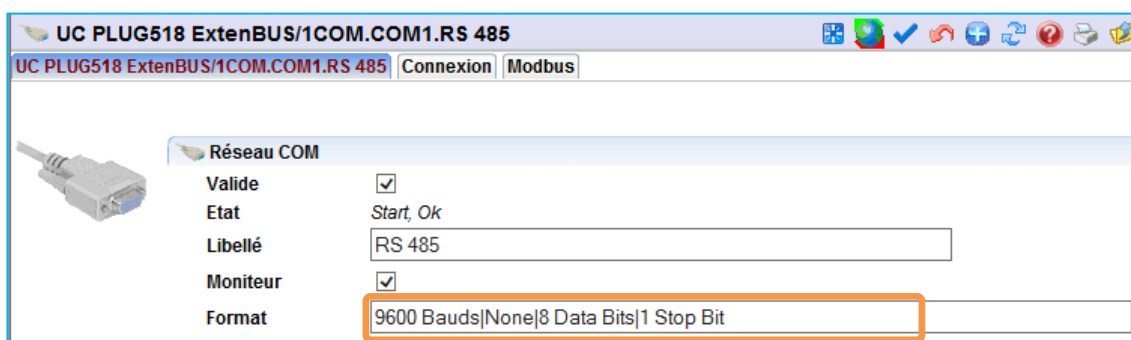 UC PLUG518 ExtenBUS/1COM.COM1.RS 485
UC PLUG518 ExtenBUS/1COM.COM1.RS 485 Connexion Modbus
Réseau COM
Valide
Etat Start, Ok
Libellé RS 485
Moniteur
Format 9600 Bauds|None|8 Data Bits|1 Stop Bit